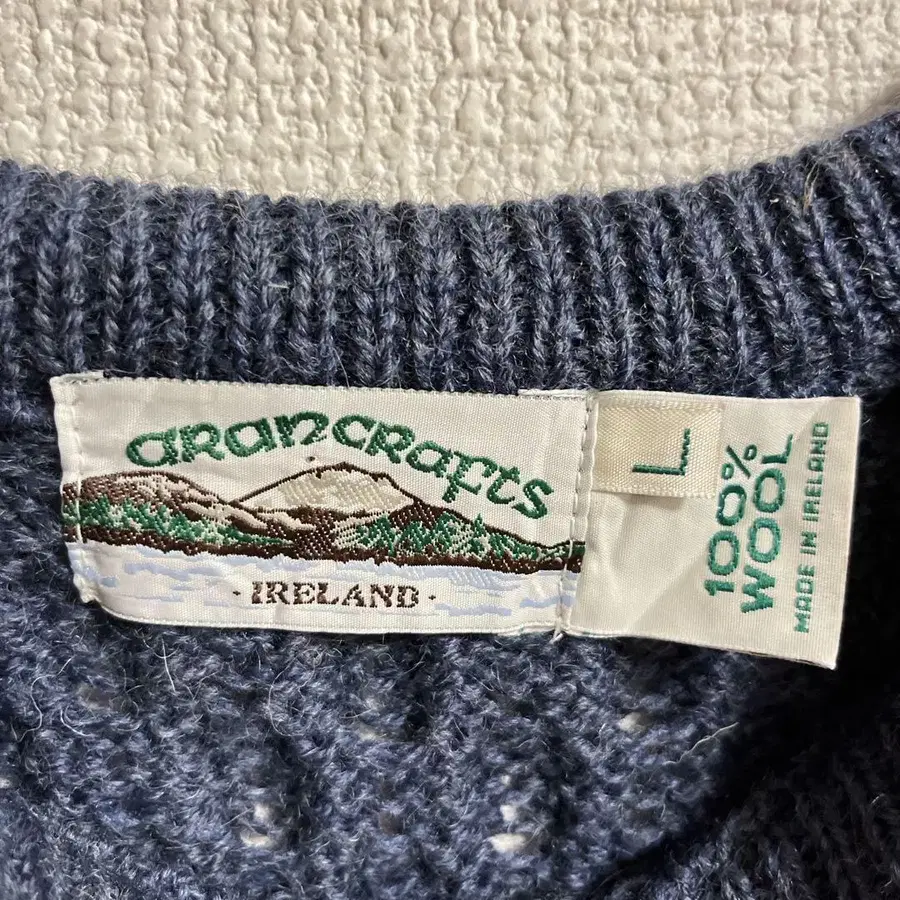 aranCRafts
· IRELAND ·
L
100%
WOOL
MADE IN IRELAND